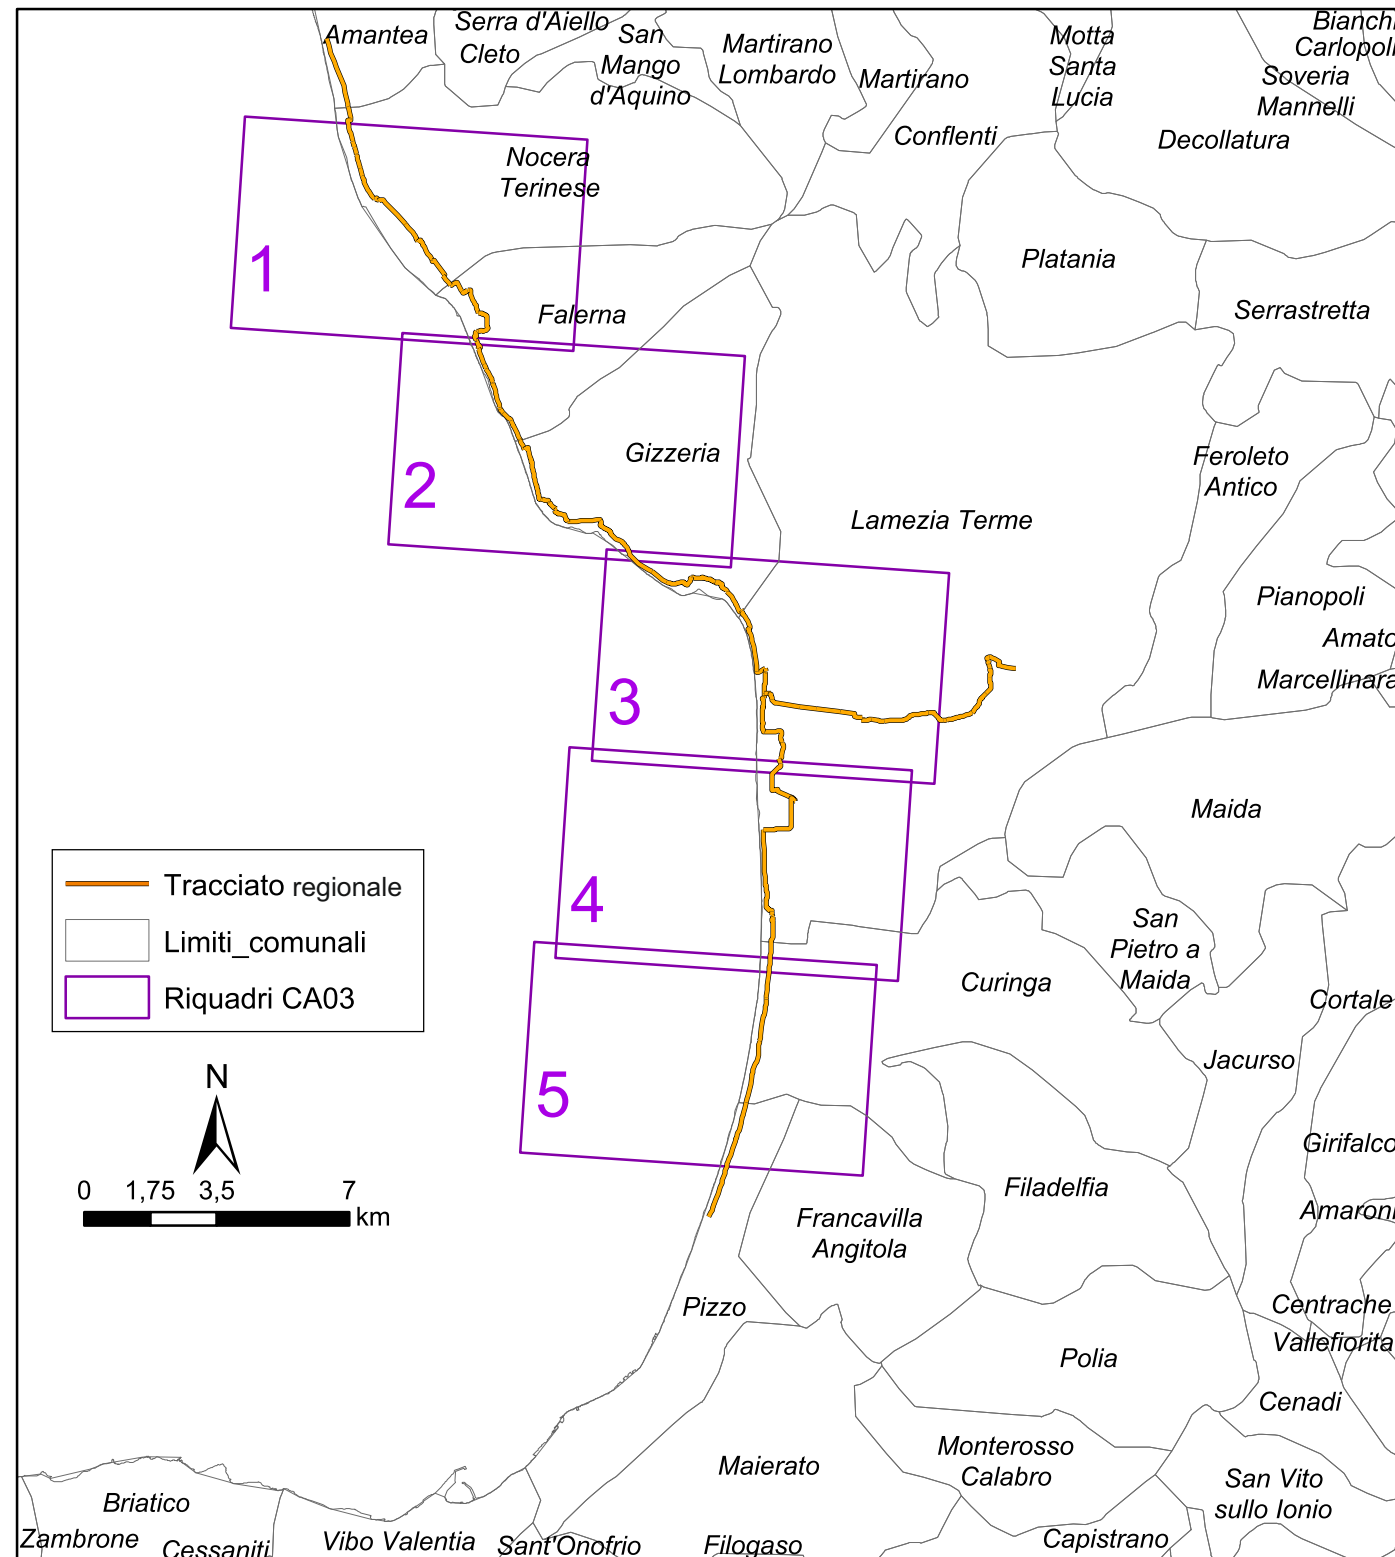 Amantea
Serra d'Aiello
Cleto
San
Mango
d'Aquino
Martirano
Lombardo
Martirano
Motta
Santa
Lucia
Bianchi
Carlopoli
Soveria
Mannelli
Conflenti
Decollatura
Nocera
Terinese
Platania
1
Falerna
Serrastretta
2
Gizzeria
Feroleto
Antico
Lamezia Terme
Pianopoli
Amato
Marcellinara
3
Maida
Tracciato regionale
Limiti_comunali
Riquadri CA03
4
San
Pietro a
Maida
Curinga
Cortale
Jacurso
5
N
0 1,75 3,5 7
km
Girifalco
Filadelfia
Amaroni
Francavilla
Angitola
Pizzo
Centrache
Vallefiorita
Polia
Cenadi
Monterosso
Calabro
Maierato
San Vito
sullo Ionio
Briatico
Zambrone
Cessaniti
Vibo Valentia
Sant'Onofrio
Filogaso
Capistrano